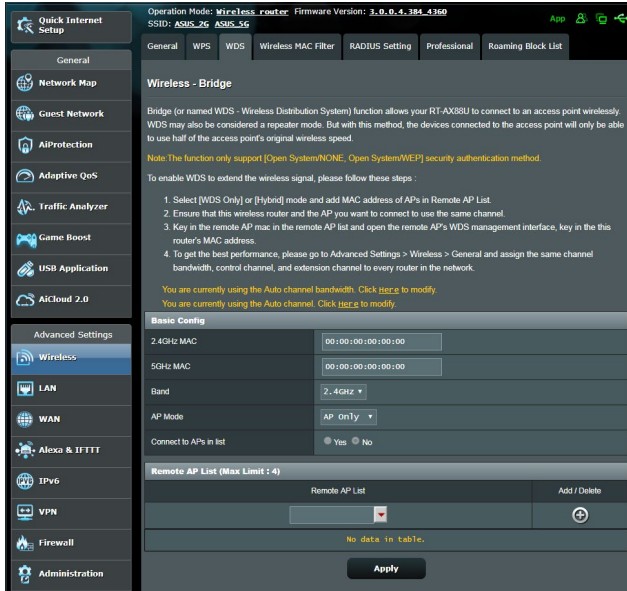 Quick Internet
Setup
General
Network Map
Guest Network
AiProtection
Adaptive QoS
Traffic Analyzer
Game Boost
USB Application
AiCloud 2.0
Advanced Settings
Wireless
LAN
WAN
Alexa & IFTTT
IPv6
VPN
Firewall
Administration
Operation Mode: Wireless router Firmware Version: 3.0.0.4.384_4360
SSID: ASUS_2G ASUS_5G
App
General WPS WDS Wireless MAC Filter RADIUS Setting Professional Roaming Block List
Wireless - Bridge
Bridge (or named WDS - Wireless Distribution System) function allows your RT-AX88U to connect to an access point wirelessly.
WDS may also be considered a repeater mode. But with this method, the devices connected to the access point will only be able
to use half of the access point's original wireless speed.
Note:The function only support [Open System/NONE, Open System/WEP] security authentication method.
To enable WDS to extend the wireless signal, please follow these steps :
1. Select [WDS Only] or [Hybrid] mode and add MAC address of APs in Remote AP List.
2. Ensure that this wireless router and the AP you want to connect to use the same channel.
3. Key in the remote AP mac in the remote AP list and open the remote AP's WDS management interface, key in the this
router's MAC address.
4. To get the best performance, please go to Advanced Settings > Wireless > General and assign the same channel
bandwidth, control channel, and extension channel to every router in the network.
You are currently using the Auto channel bandwidth. Click Here to modify.
You are currently using the Auto channel. Click Here to modify.
Basic Config
2.4GHz MAC 00:00:00:00:00:00
5GHz MAC 00:00:00:00:00:00
Band 2.4GHz
AP Mode AP Only
Connect to APs in list Yes No
Remote AP List (Max Limit : 4)
Remote AP List Add / Delete
No data in table.
Apply